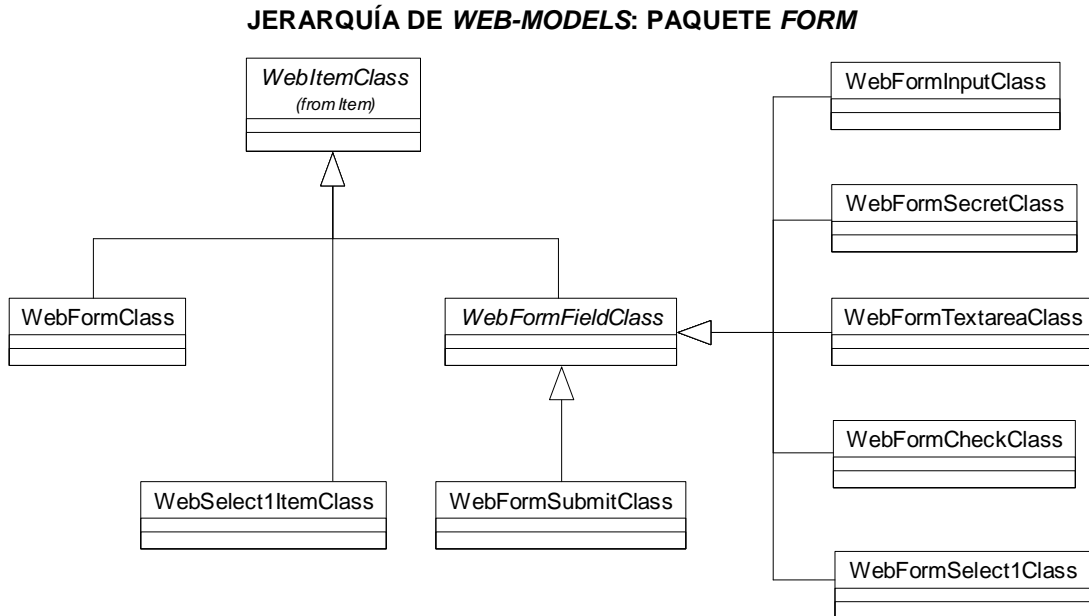 JERARQUÍA DE WEB-MODELS: PAQUETE FORM
WebItemClass
(from Item)
WebFormInputClass
WebFormSecretClass
WebFormClass
WebFormFieldClass
WebFormTextareaClass
WebFormCheckClass
WebSelect1ItemClass
WebFormSubmitClass
WebFormSelect1Class